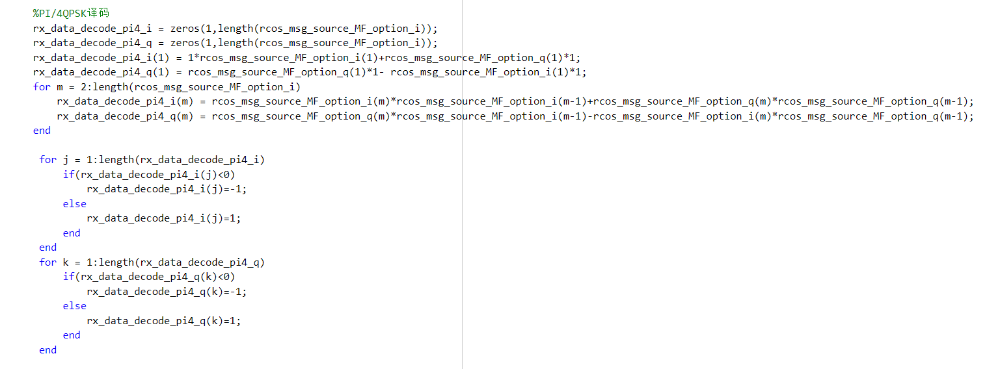 %PI/4QPSK译码
rx_data_decode_pi4_i = zeros(1,length(rcos_msg_source_MF_option_i));
rx_data_decode_pi4_q = zeros(1,length(rcos_msg_source_MF_option_i));
rx_data_decode_pi4_i(1) = 1*rcos_msg_source_MF_option_i(1)+rcos_msg_source_MF_option_q(1)*1;
rx_data_decode_pi4_q(1) = rcos_msg_source_MF_option_q(1)*1- rcos_msg_source_MF_option_i(1)*1;
for m = 2:length(rcos_msg_source_MF_option_i)
    rx_data_decode_pi4_i(m) = rcos_msg_source_MF_option_i(m)*rcos_msg_source_MF_option_i(m-1)+rcos_msg_source_MF_option_q(m)*rcos_msg_source_MF_option_q(m-1);
    rx_data_decode_pi4_q(m) = rcos_msg_source_MF_option_q(m)*rcos_msg_source_MF_option_i(m-1)-rcos_msg_source_MF_option_i(m)*rcos_msg_source_MF_option_q(m-1);
end
 for j = 1:length(rx_data_decode_pi4_i)
     if(rx_data_decode_pi4_i(j)<0)
         rx_data_decode_pi4_i(j)=-1;
     else
         rx_data_decode_pi4_i(j)=1;
     end
 end
 for k = 1:length(rx_data_decode_pi4_q)
     if(rx_data_decode_pi4_q(k)<0)
         rx_data_decode_pi4_q(k)=-1;
     else
         rx_data_decode_pi4_q(k)=1;
     end
 end